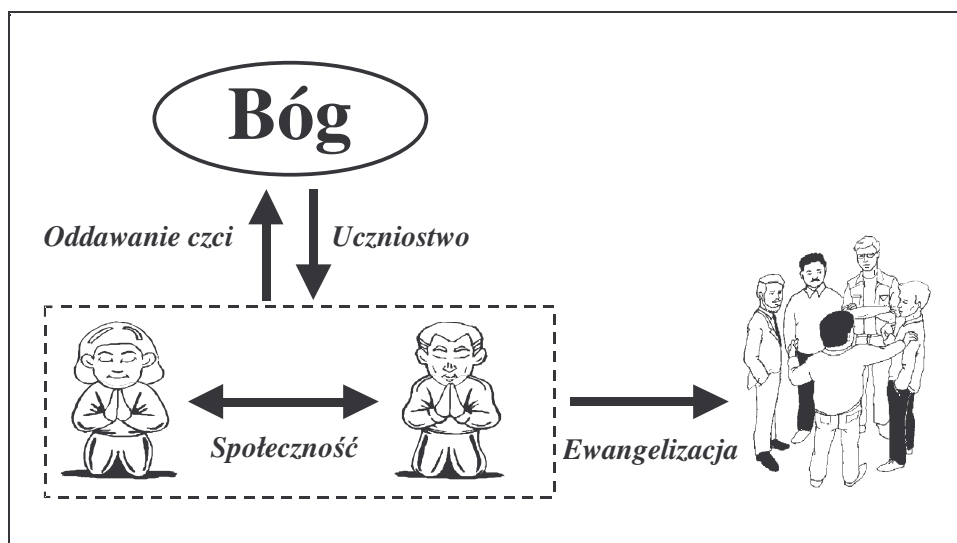 Bóg
Oddawanie czci
Uczniostwo
Społeczność
Ewangelizacja